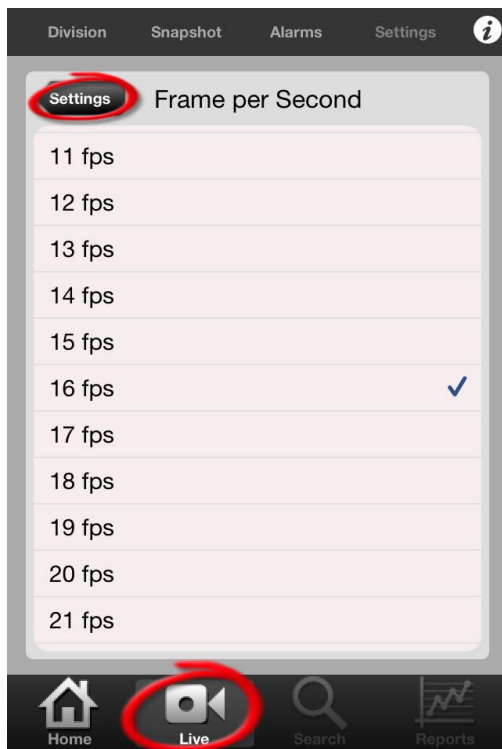 Division Snapshot Alarms Settings i
Settings Frame per Second
11 fps
12 fps
13 fps
14 fps
15 fps
16 fps
17 fps
18 fps
19 fps
20 fps
21 fps
Home Live Search Reports